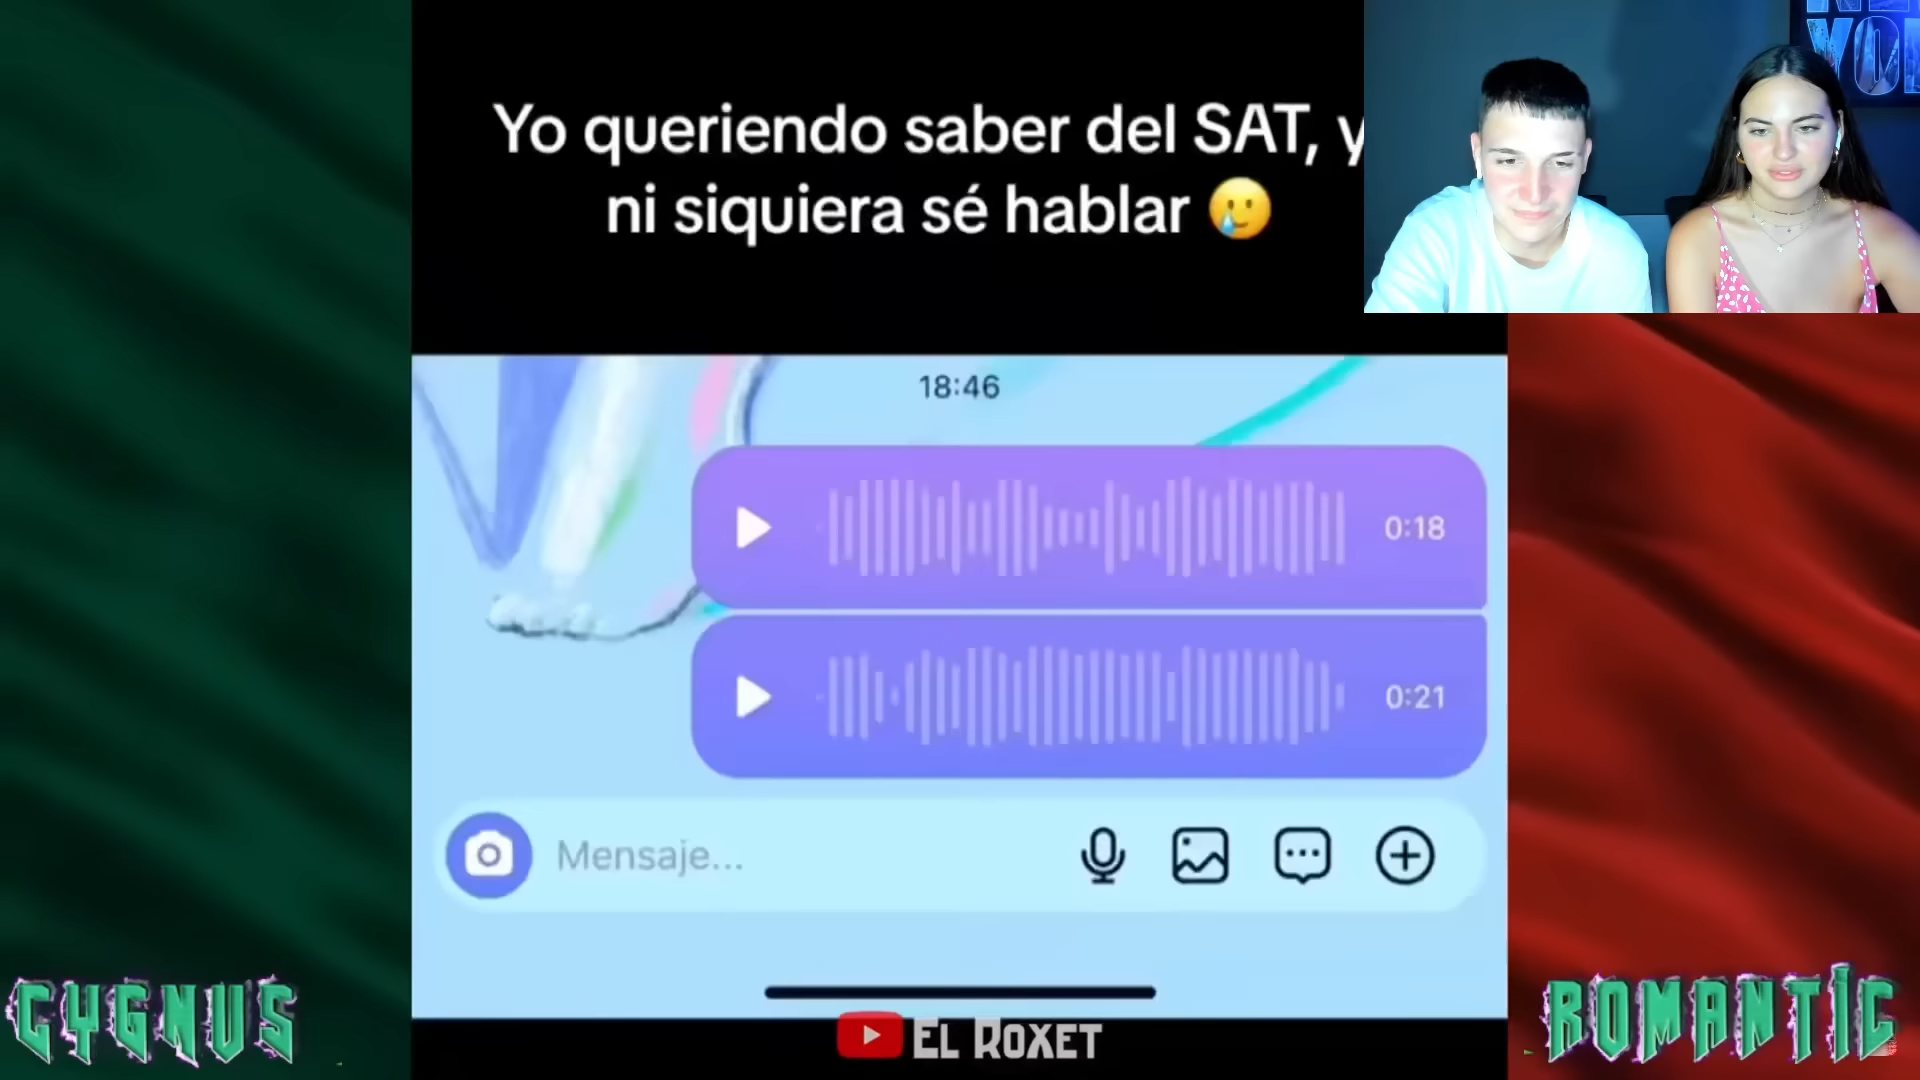 Yo queriendo saber del SAT, y
ni siquiera sé hablar 🥲
18:46
0:18
0:21
Mensaje...
EL ROXET
CYGNUS
ROMANTIC